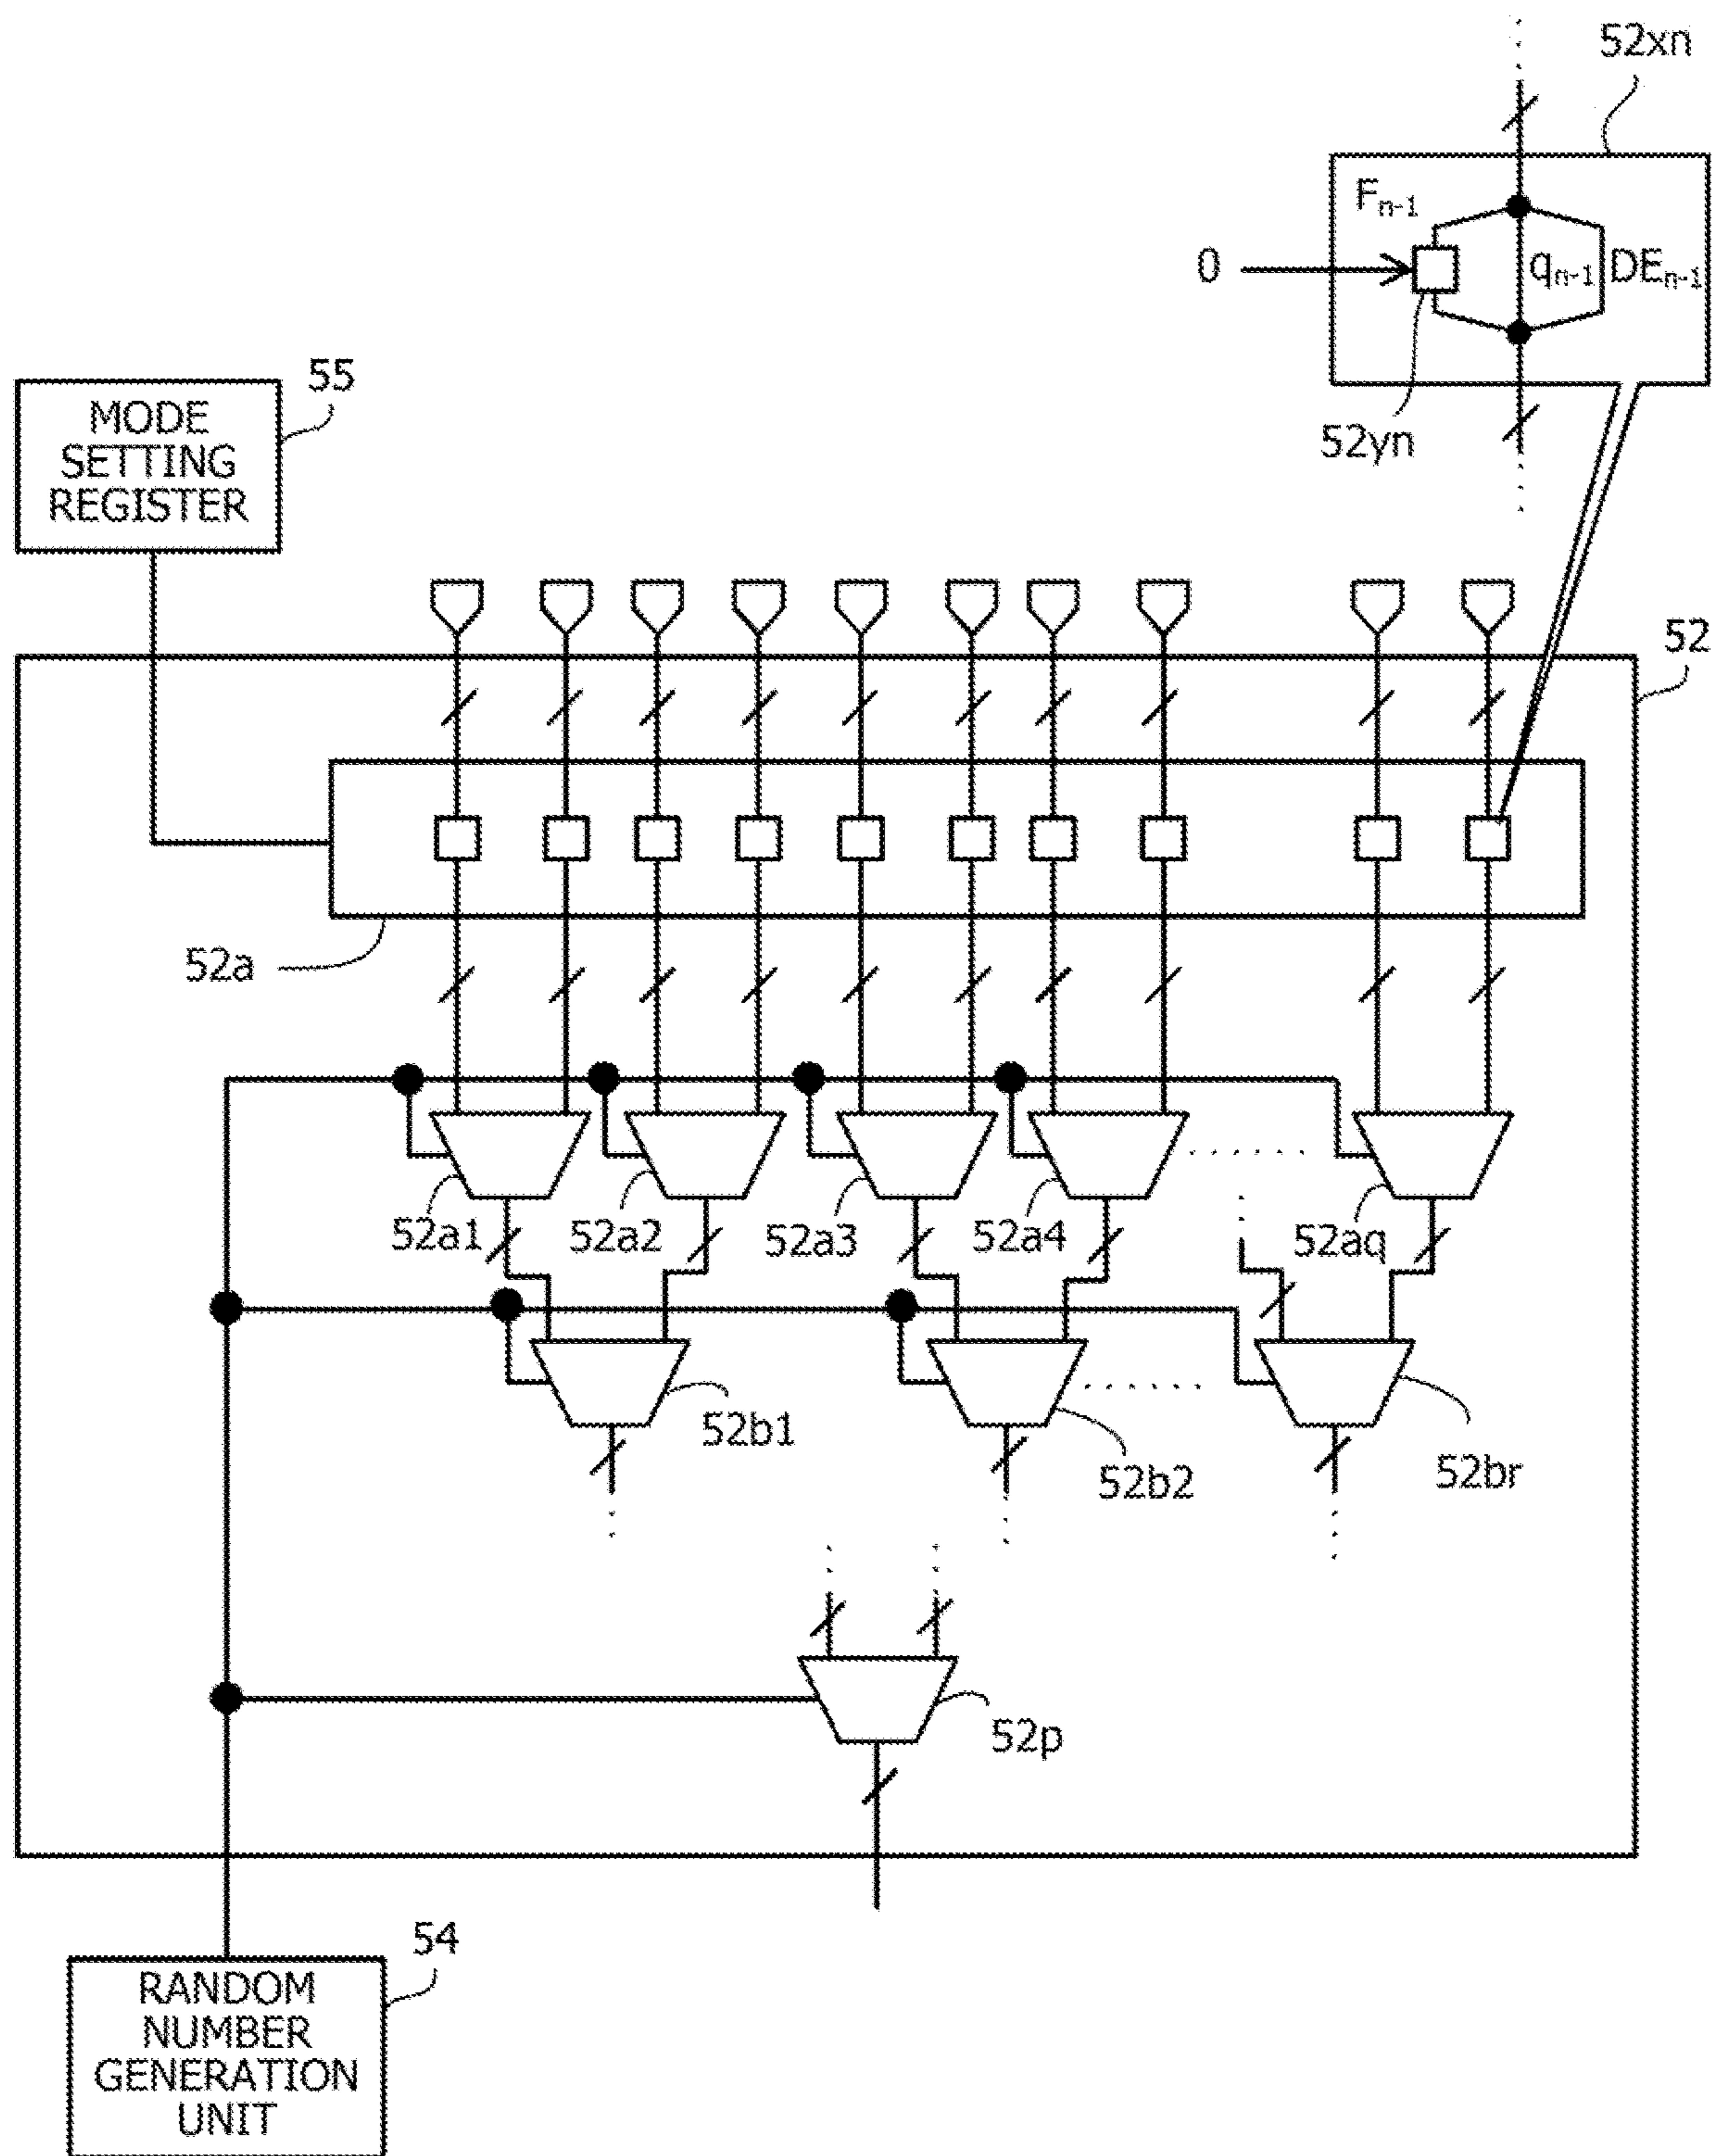 52xn
Fn-1
0
qn-1
DEn-1
52yn
55
MODE
SETTING
REGISTER
52
52a
52a1
52a2
52a3
52a4
52aq
52b1
52b2
52br
52p
54
RANDOM
NUMBER
GENERATION
UNIT